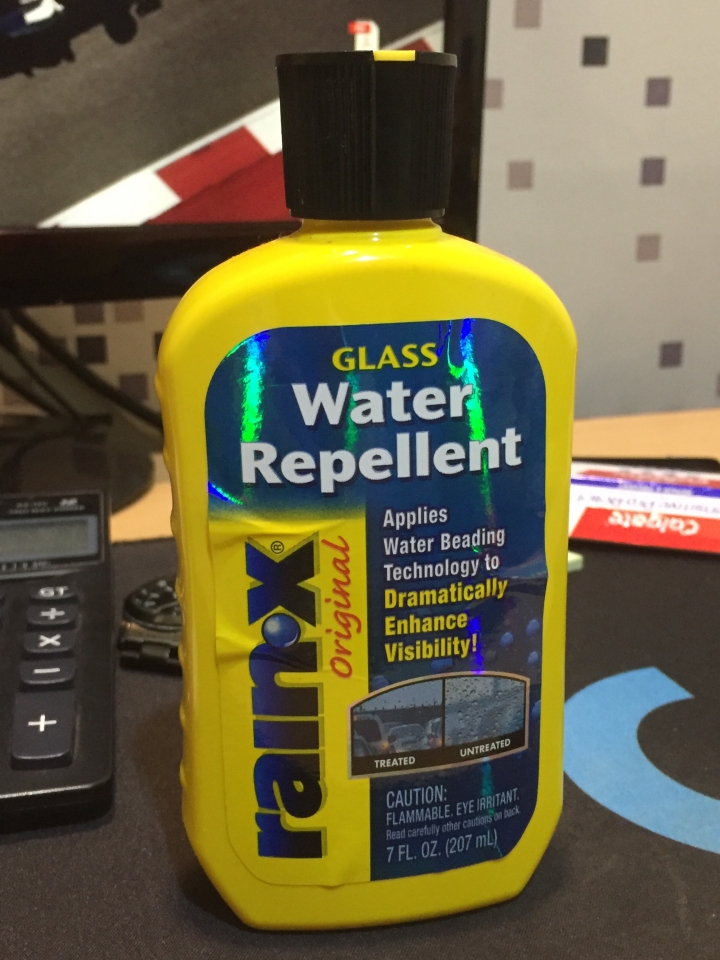 GLASS
Water
Repellent
rain·x®
Original
Applies
Water Beading
Technology to
Dramatically
Enhance
Visibility!
TREATED
UNTREATED
CAUTION:
FLAMMABLE. EYE IRRITANT.
Read carefully other cautions on back.
7 FL. OZ. (207 mL)
GT
+
×
−
+
Colgate